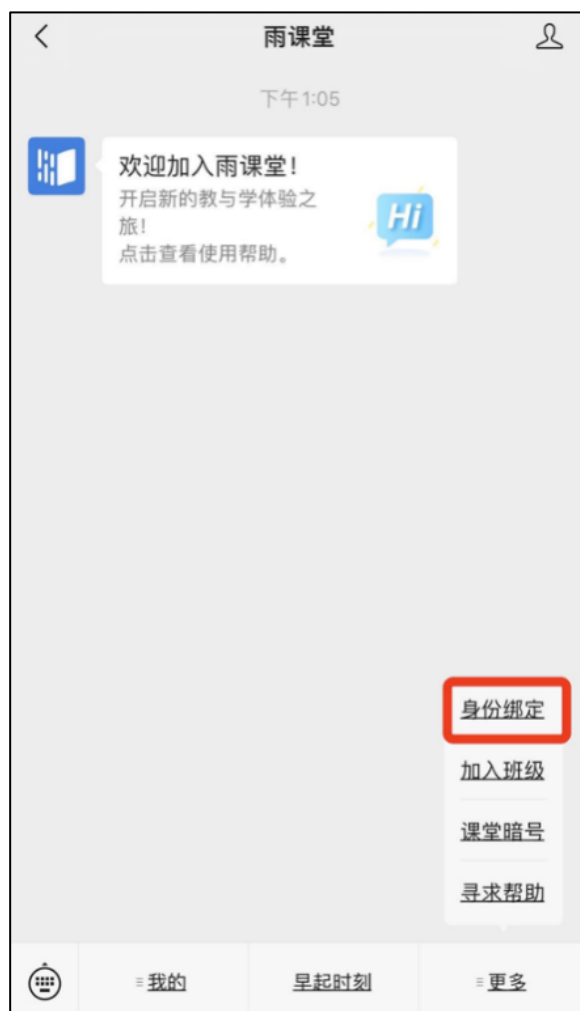 雨课堂
下午1:05
欢迎加入雨课堂！
开启新的教与学体验之
旅！
点击查看使用帮助。
Hi
身份绑定
加入班级
课堂暗号
寻求帮助
我的
早起时刻
更多